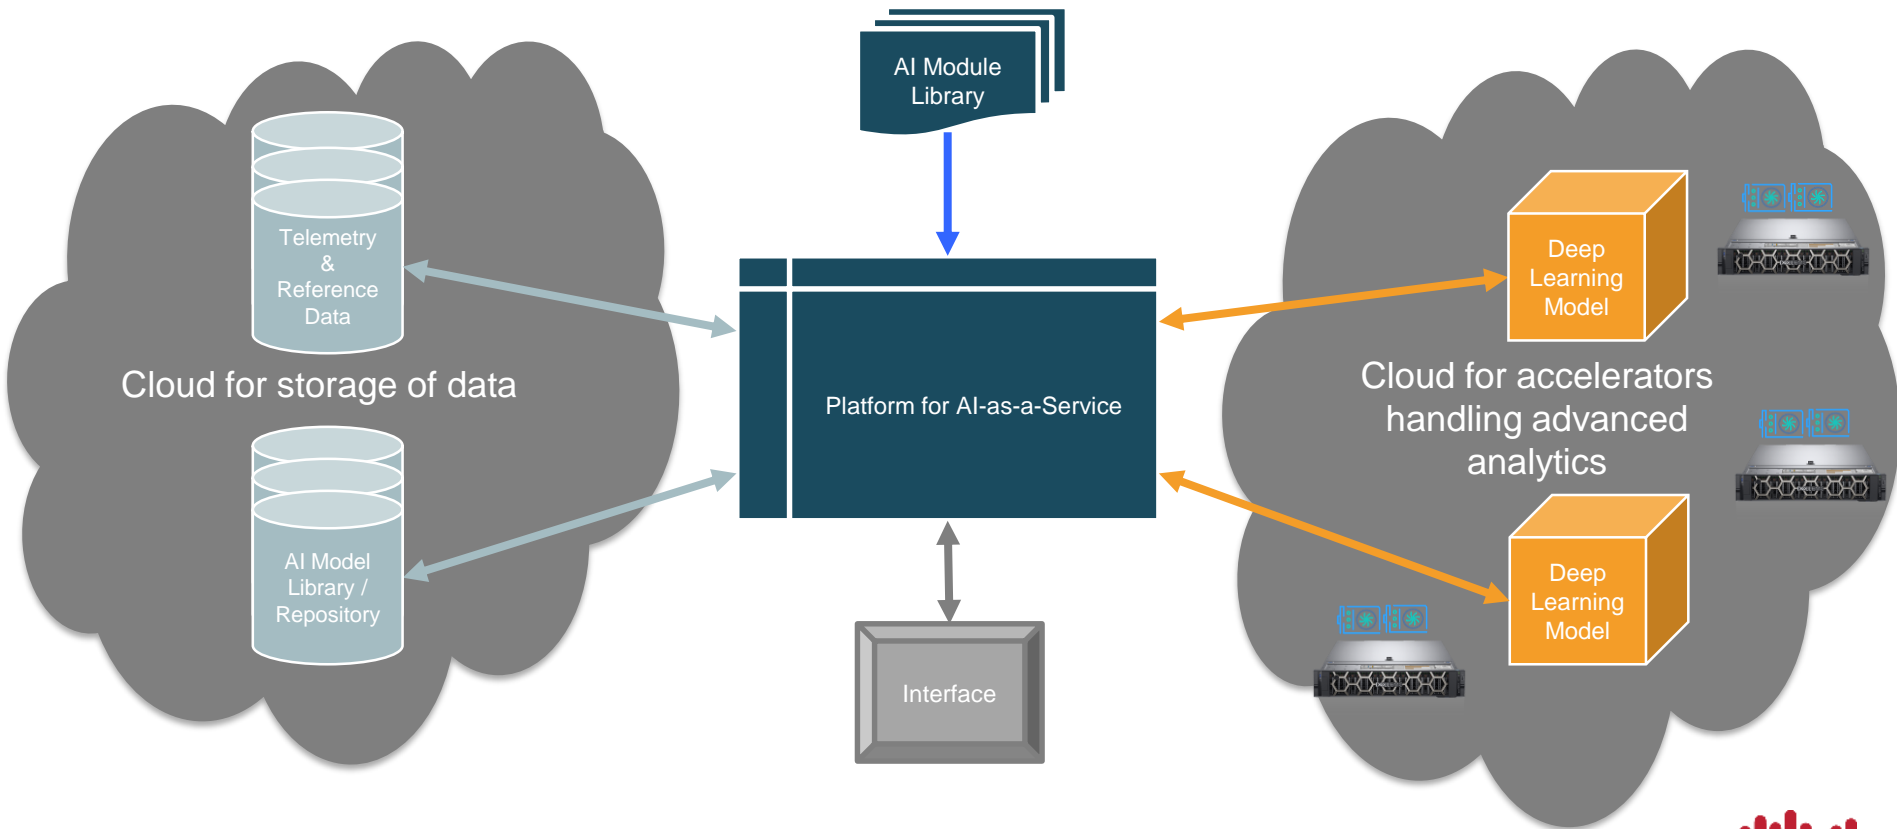 AI Module
Library
Telemetry
&
Reference
Data
Cloud for storage of data
AI Model
Library /
Repository
Platform for AI-as-a-Service
Interface
Deep
Learning
Model
Cloud for accelerators
handling advanced
analytics
Deep
Learning
Model